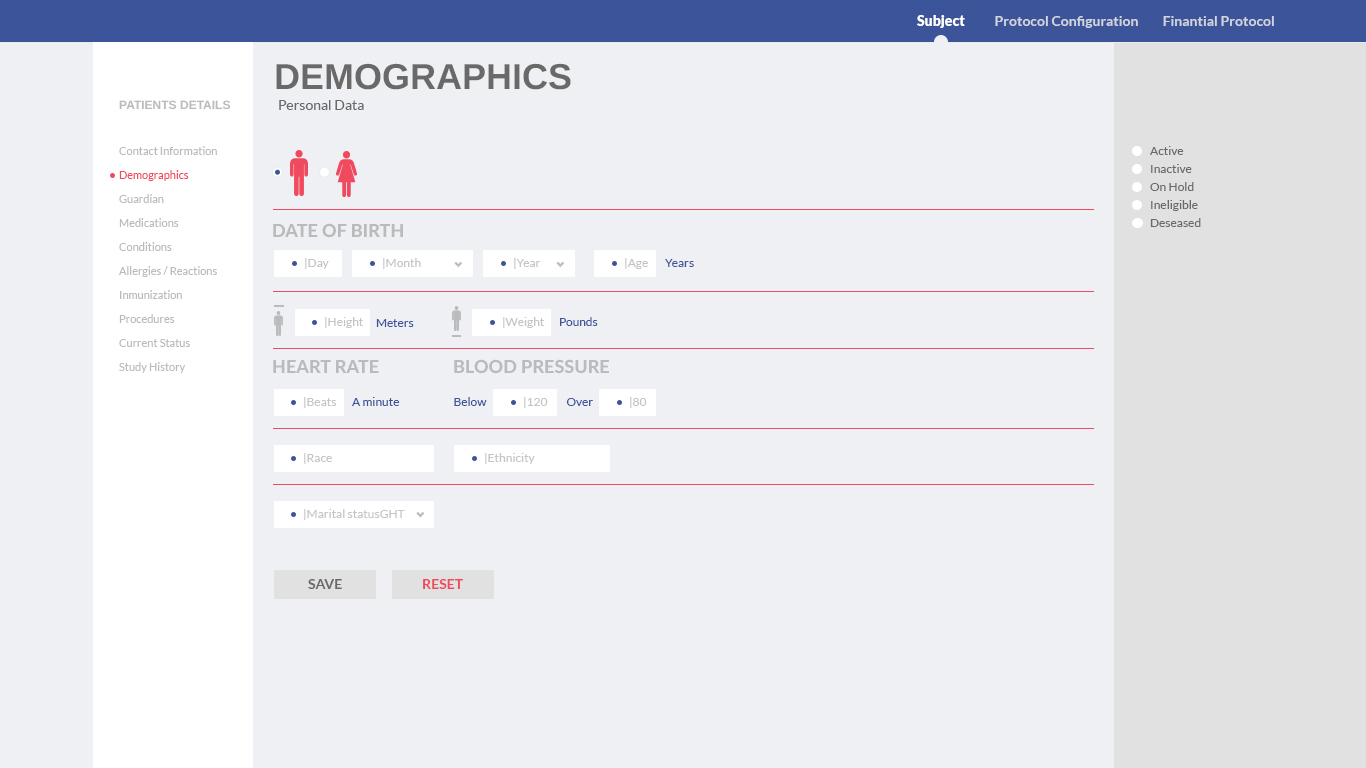 Subject Protocol Configuration Finantial Protocol
DEMOGRAPHICS
Personal Data
PATIENTS DETAILS
Contact Information
Demographics
Guardian
Medications
Conditions
Allergies / Reactions
Inmunization
Procedures
Current Status
Study History
DATE OF BIRTH
|Day |Month |Year |Age Years
|Height Meters |Weight Pounds
HEART RATE BLOOD PRESSURE
|Beats A minute Below |120 Over |80
|Race |Ethnicity
|Marital statusGHT
SAVE RESET
Active
Inactive
On Hold
Ineligible
Deseased